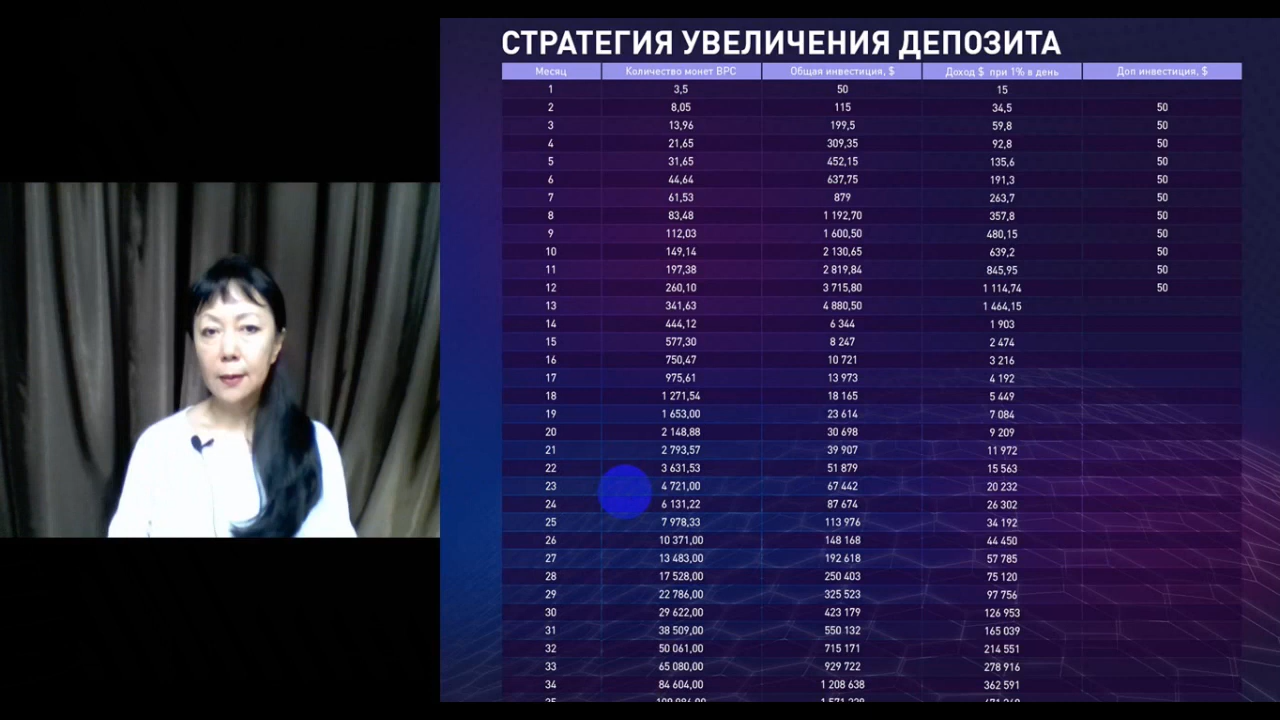 СТРАТЕГИЯ УВЕЛИЧЕНИЯ ДЕПОЗИТА
Месяц Количество монет BPC Общая инвестиция, $ Доход $ при 1% в день Доп инвестиция, $
1 3,5 50 15
2 8,05 115 34,5 50
3 13,96 199,5 59,8 50
4 21,65 309,35 92,8 50
5 31,65 452,15 135,6 50
6 44,64 637,75 191,3 50
7 61,53 879 263,7 50
8 83,48 1 192,70 357,8 50
9 112,03 1 600,50 480,15 50
10 149,14 2 130,65 639,2 50
11 197,38 2 819,84 845,95 50
12 260,10 3 715,80 1 114,74 50
13 341,63 4 880,50 1 464,15
14 444,12 6 344 1 903
15 577,30 8 247 2 474
16 750,47 10 721 3 216
17 975,61 13 973 4 192
18 1 271,54 18 165 5 449
19 1 653,00 23 614 7 084
20 2 148,88 30 698 9 209
21 2 793,57 39 907 11 972
22 3 631,53 51 879 15 563
23 4 721,00 67 442 20 232
24 6 131,22 87 674 26 302
25 7 978,33 113 976 34 192
26 10 371,00 148 168 44 450
27 13 483,00 192 618 57 785
28 17 528,00 250 403 75 120
29 22 786,00 325 523 97 756
30 29 622,00 423 179 126 953
31 38 509,00 550 132 165 039
32 50 061,00 715 171 214 551
33 65 080,00 929 722 278 916
34 84 604,00 1 208 638 362 591